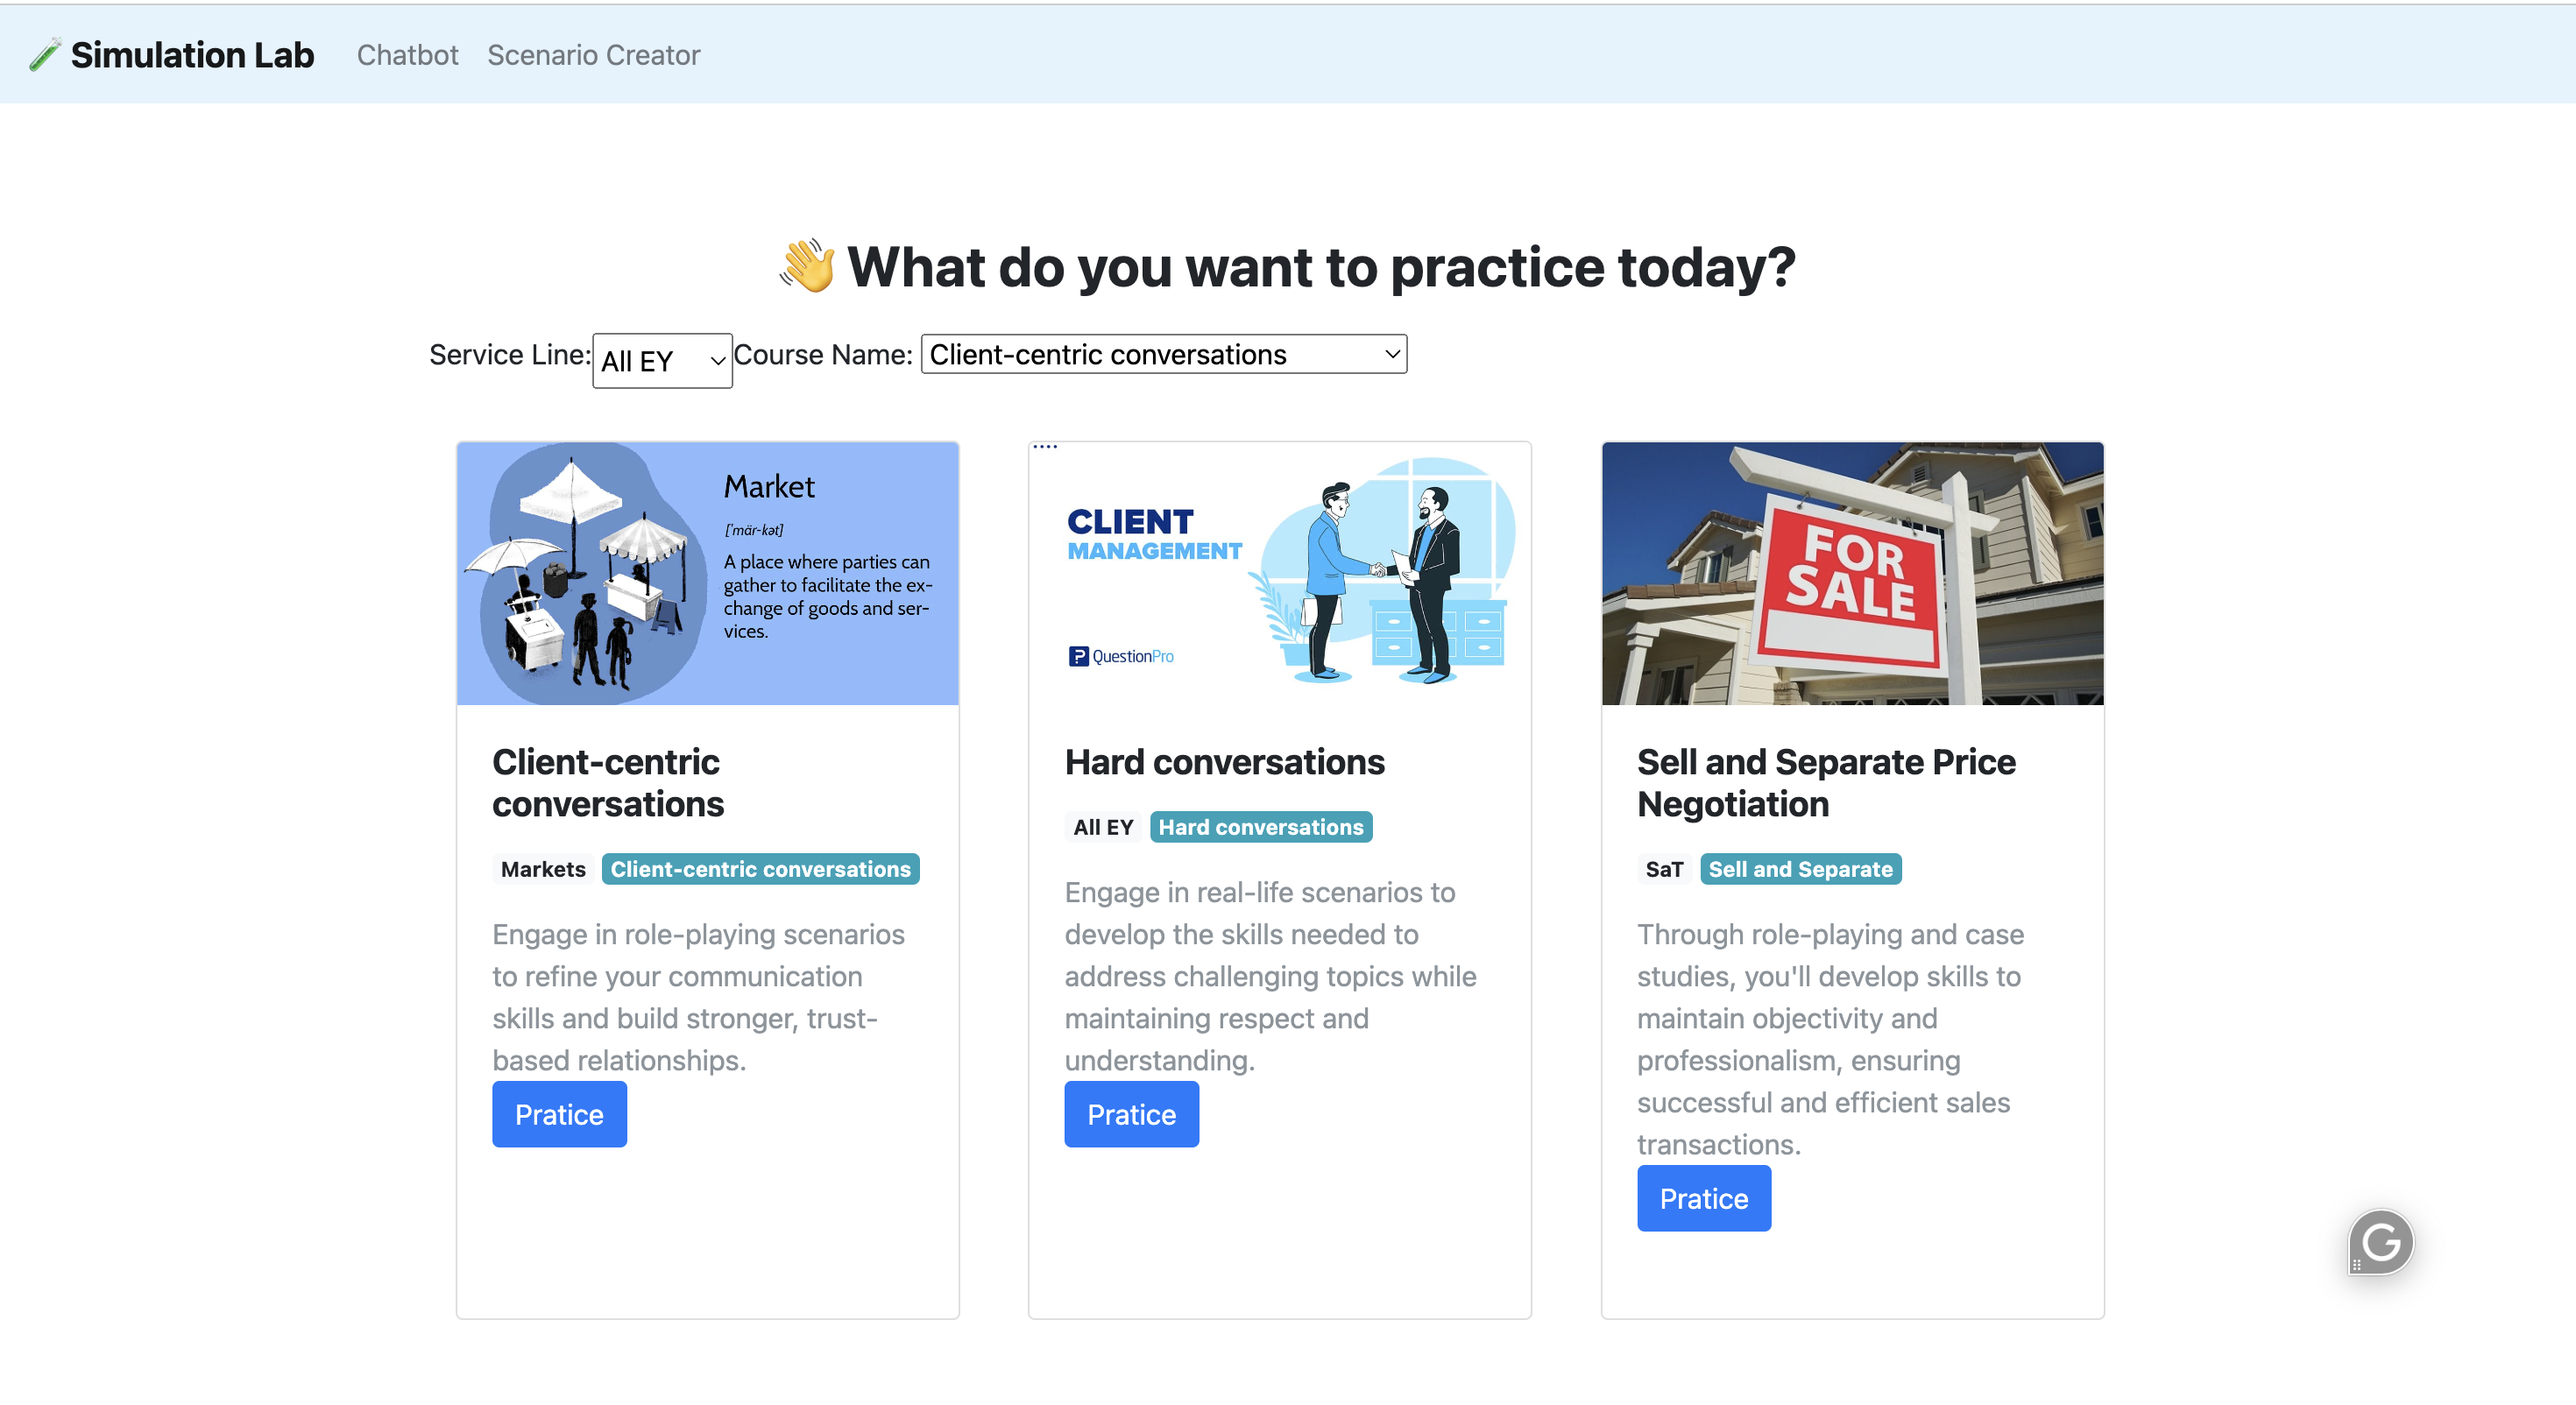 Simulation Lab Chatbot Scenario Creator
What do you want to practice today?
Service Line: All EY Course Name: Client-centric conversations
Market
['mär-kət]
A place where parties can
gather to facilitate the ex-
change of goods and ser-
vices.
Client-centric
conversations
Markets Client-centric conversations
Engage in role-playing scenarios
to refine your communication
skills and build stronger, trust-
based relationships.
Pratice
CLIENT
MANAGEMENT
QuestionPro
Hard conversations
All EY Hard conversations
Engage in real-life scenarios to
develop the skills needed to
address challenging topics while
maintaining respect and
understanding.
Pratice
FOR
SALE
Sell and Separate Price
Negotiation
SaT Sell and Separate
Through role-playing and case
studies, you'll develop skills to
maintain objectivity and
professionalism, ensuring
successful and efficient sales
transactions.
Pratice
G